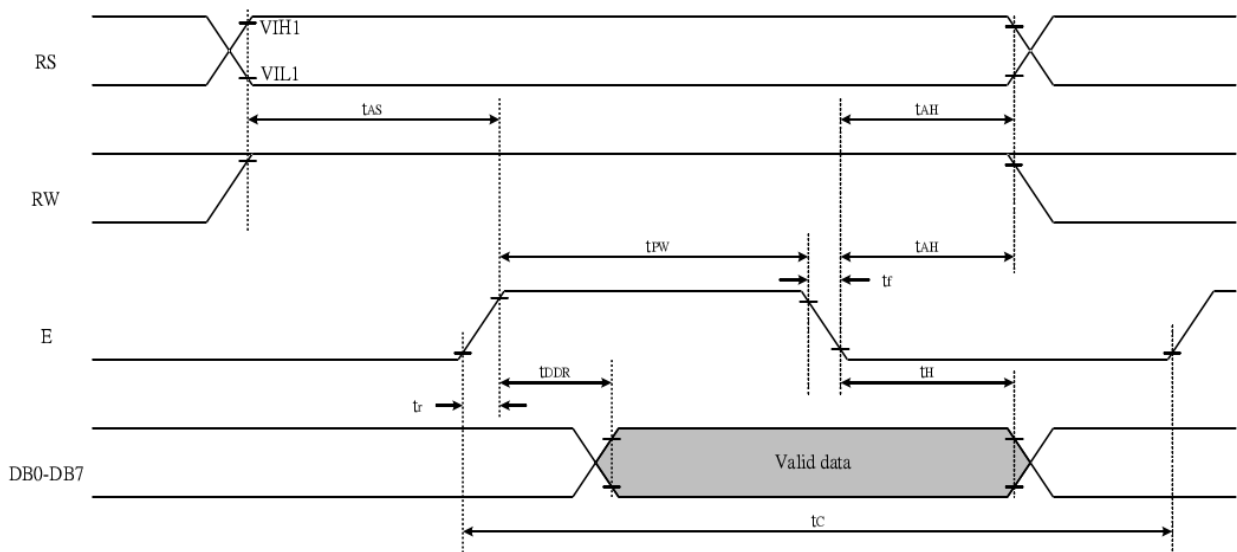 VIH1
RS
VIL1
tAS
tAH
RW
tPW
tAH
tf
E
tDDR
tH
tr
Valid data
DB0-DB7
tC